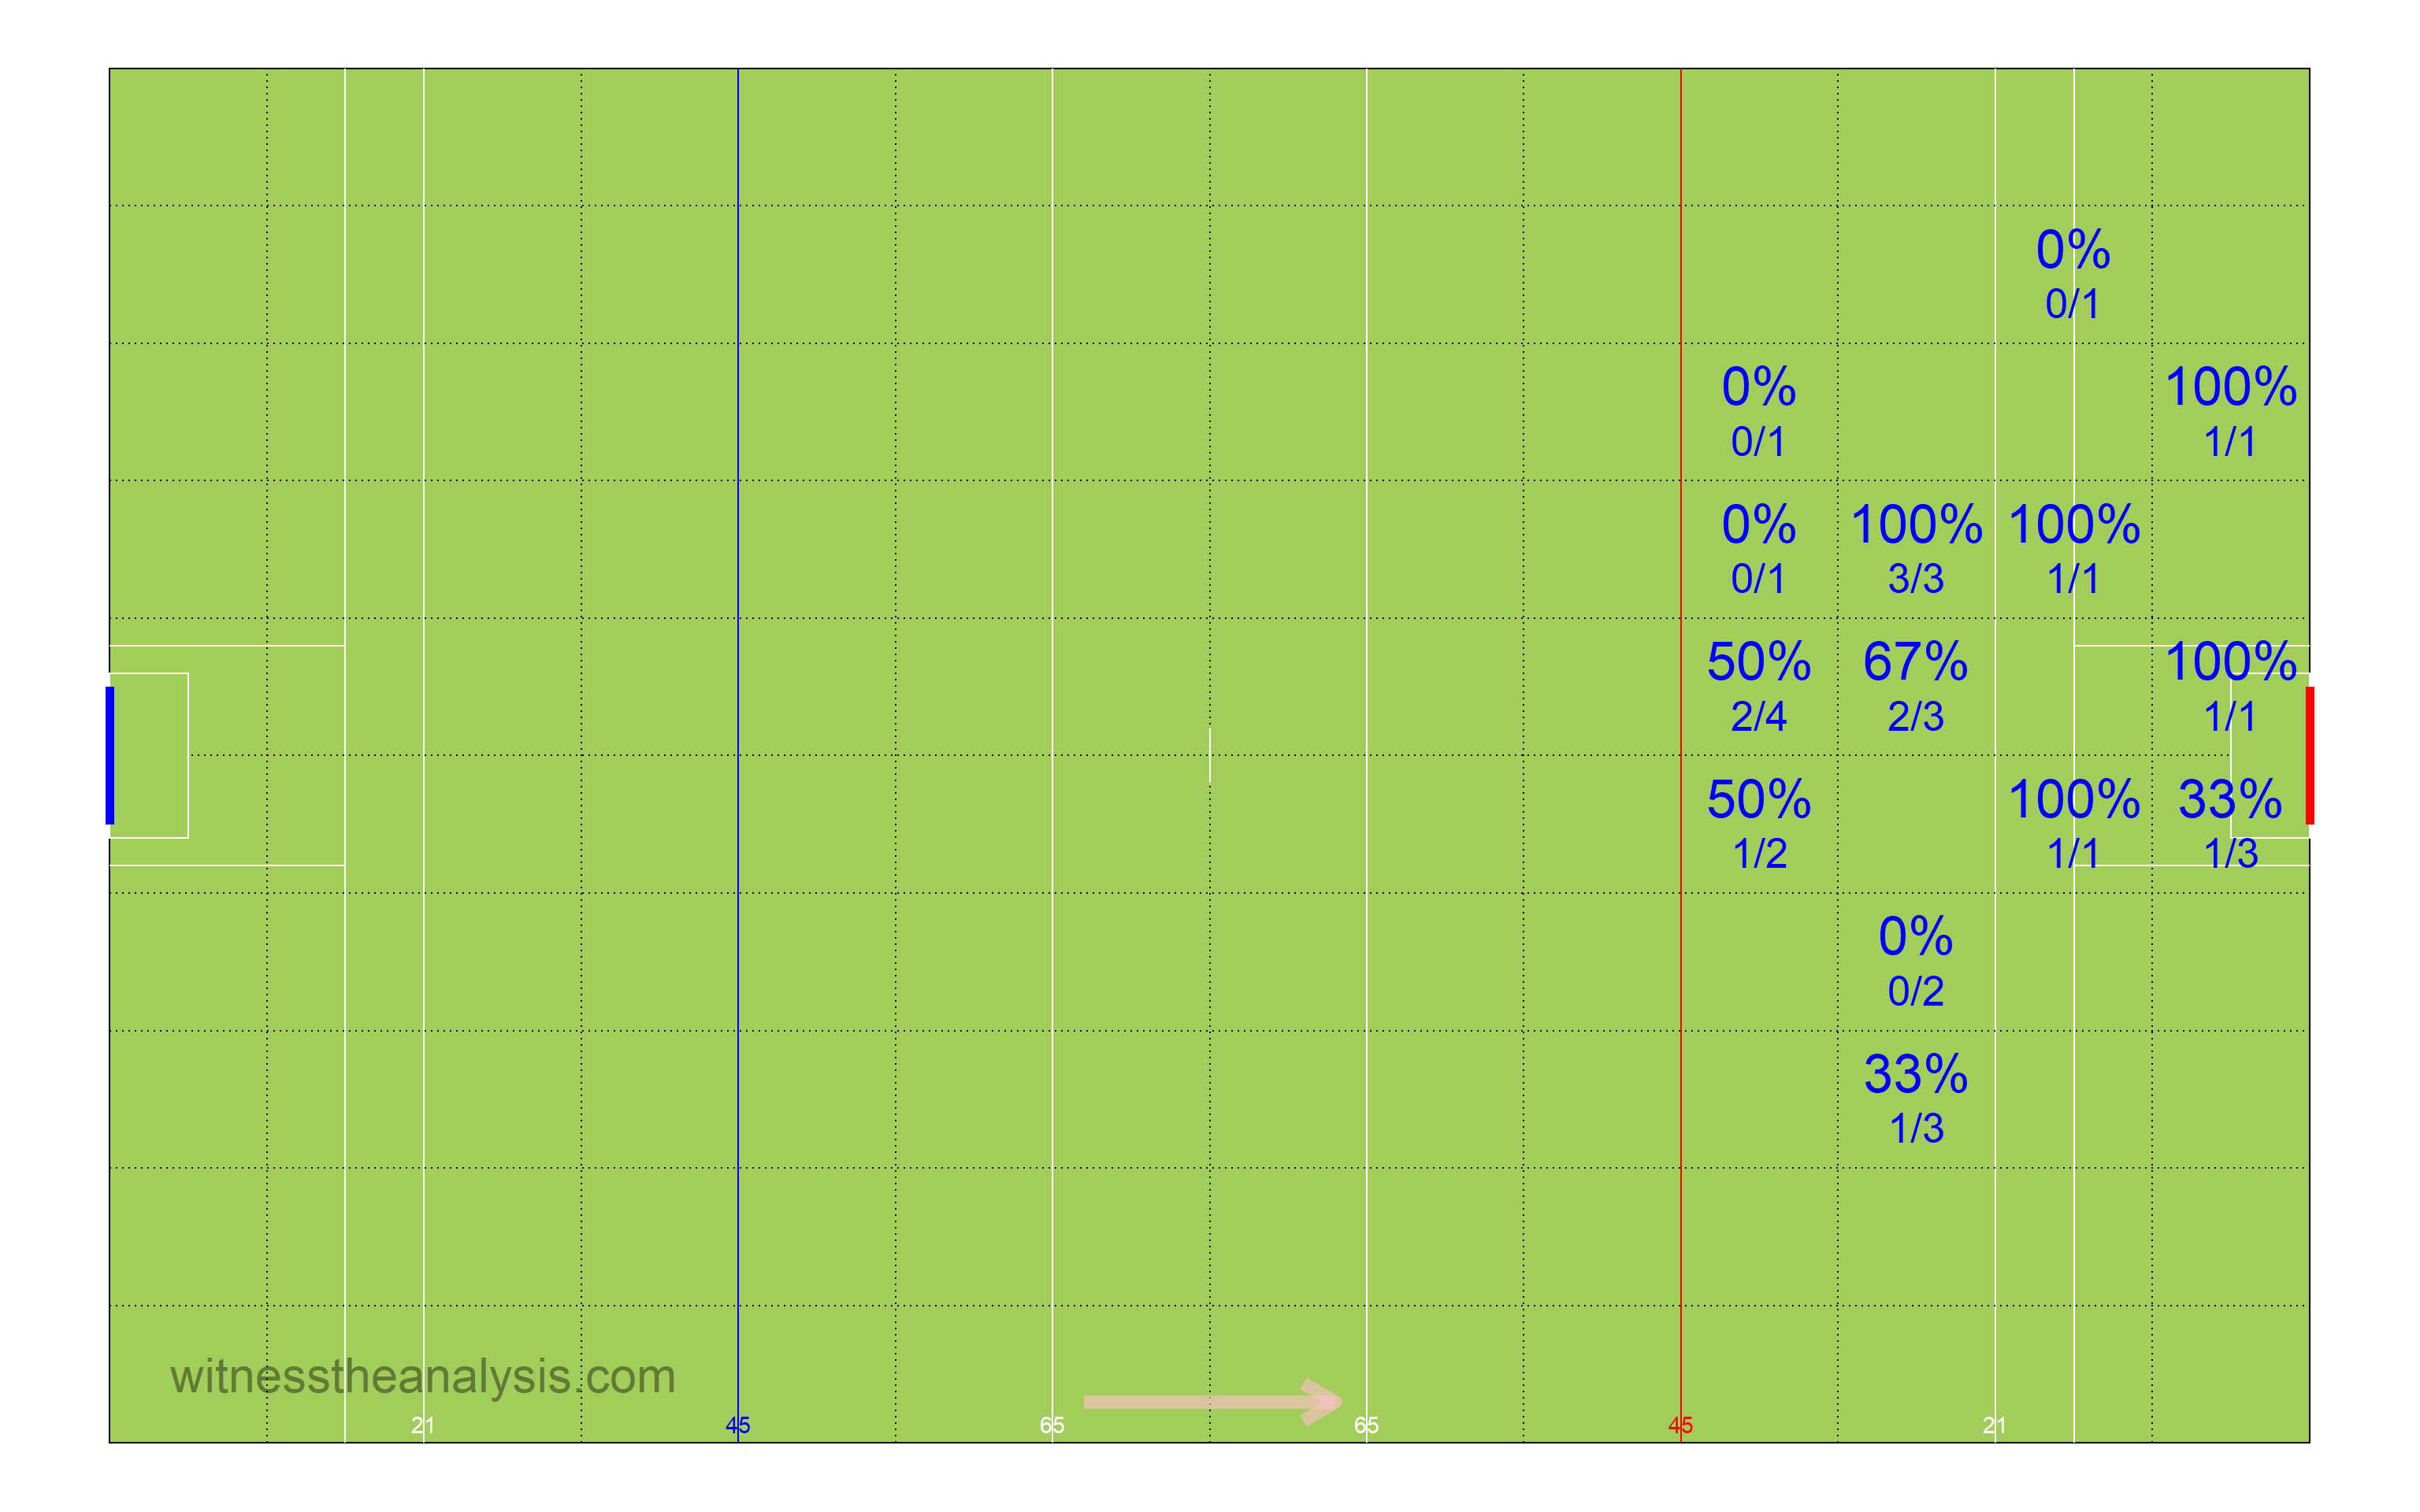 0%
0/1
0% 100%
0/1 1/1
0% 100% 100%
0/1 3/3 1/1
50% 67% 100%
2/4 2/3 1/1
50% 100% 33%
1/2 1/1 1/3
0%
0/2
33%
1/3
witnesstheanalysis.com
21 45 65 65 45 21